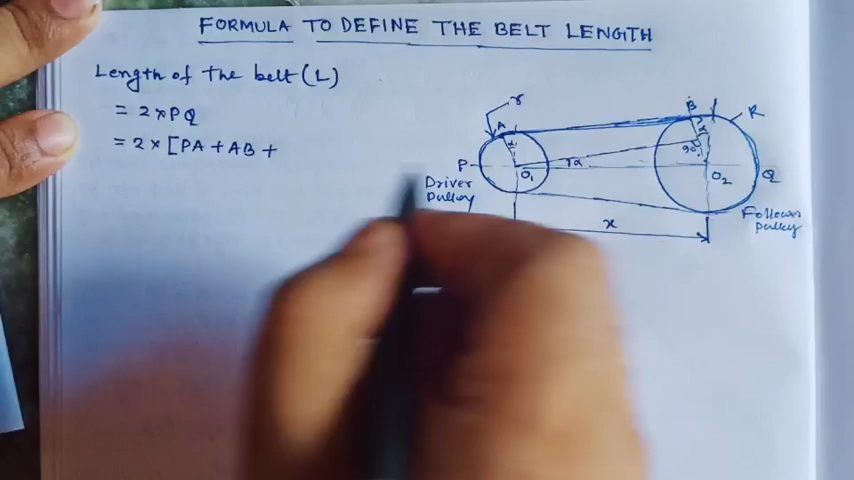 FORMULA TO DEFINE THE BELT LENGTH
Length of the belt (L)
= 2 × PQ
= 2 × [PA + AB +
r
A
B
R
α
α
90°
P
O₁
α
O₂
Q
Driver
pulley
x
Follower
pulley